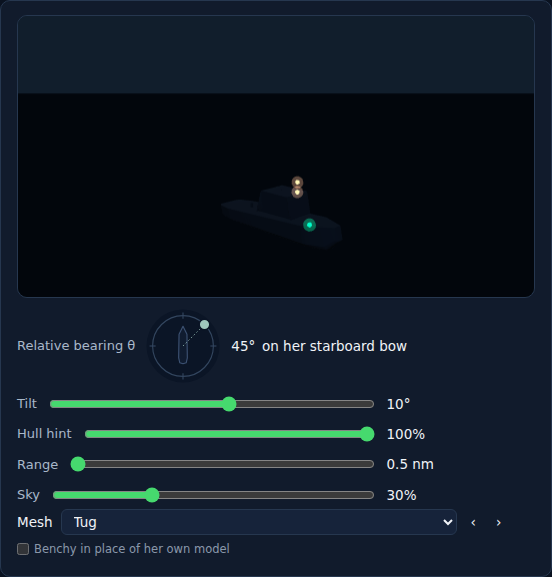 Relative bearing θ 45° on her starboard bow
Tilt 10°
Hull hint 100%
Range 0.5 nm
Sky 30%
Mesh Tug ‹ ›
Benchy in place of her own model